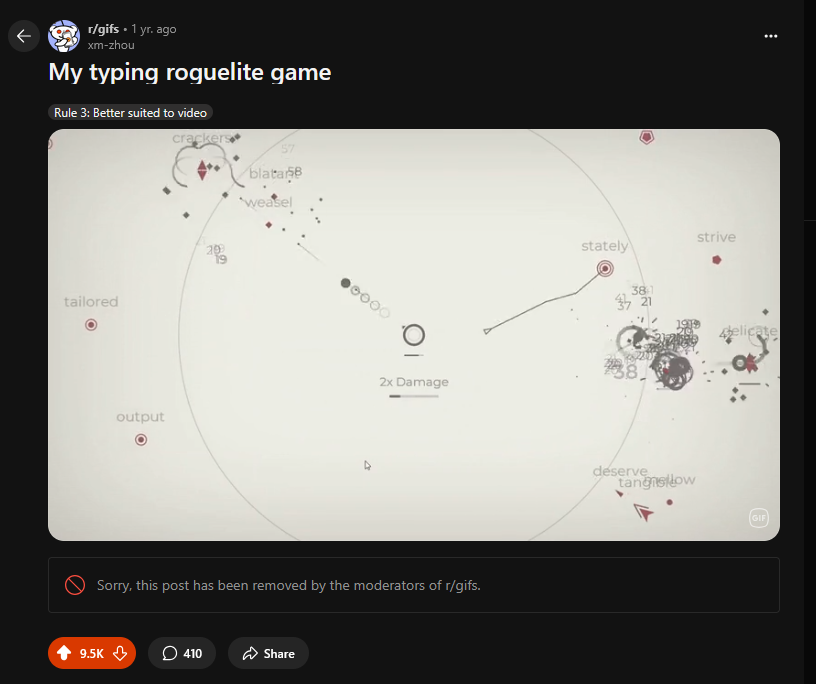 r/gifs • 1 yr. ago
xm-zhou
My typing roguelite game
Rule 3: Better suited to video
crackers
57
blatant
58
weasel
stately
strive
19
tailored
38
41
37
21
delicate
38
2x Damage
output
deserve
tangible
mellow
GIF
Sorry, this post has been removed by the moderators of r/gifs.
9.5K
410
Share